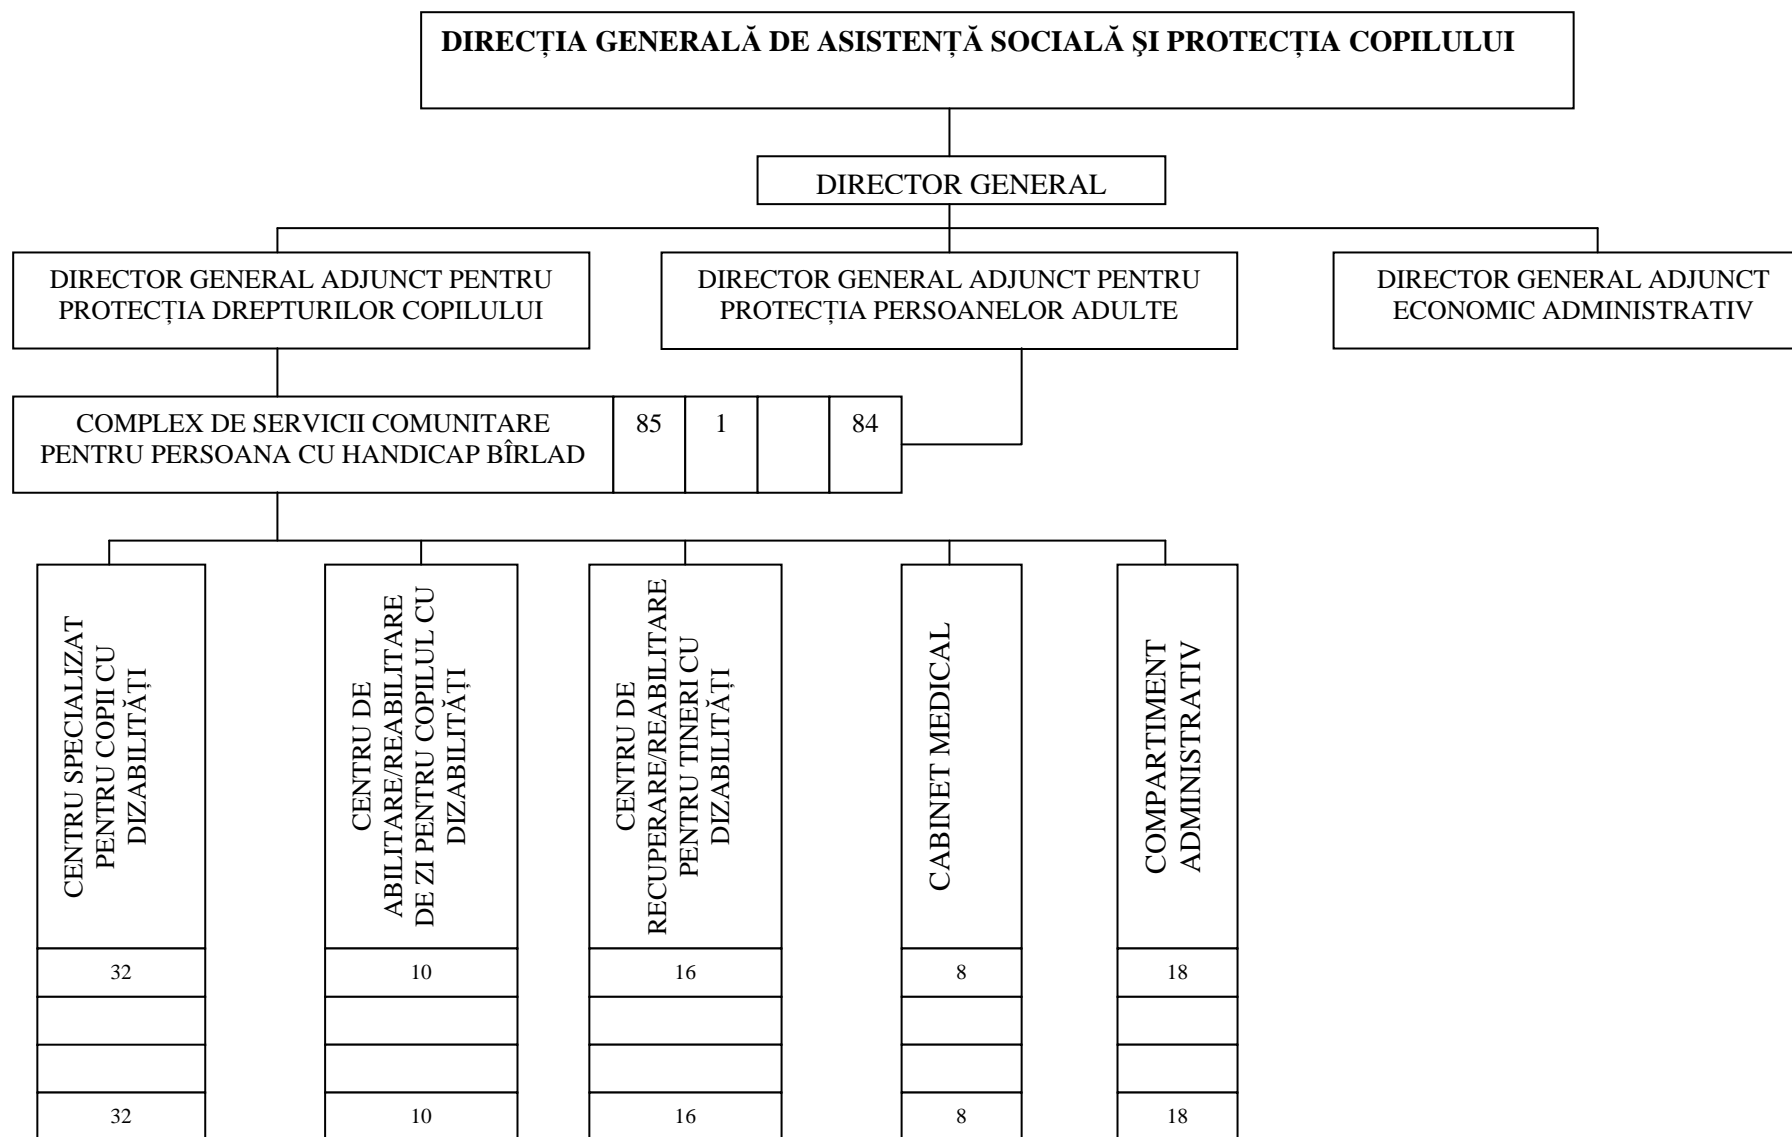 DIRECȚIA GENERALĂ DE ASISTENȚĂ SOCIALĂ ŞI PROTECȚIA COPILULUI
DIRECTOR GENERAL
DIRECTOR GENERAL ADJUNCT PENTRU
PROTECȚIA DREPTURILOR COPILULUI
DIRECTOR GENERAL ADJUNCT PENTRU
PROTECȚIA PERSOANELOR ADULTE
DIRECTOR GENERAL ADJUNCT
ECONOMIC ADMINISTRATIV
COMPLEX DE SERVICII COMUNITARE
PENTRU PERSOANA CU HANDICAP BÎRLAD
85
1
84
CENTRU SPECIALIZAT
PENTRU COPII CU
DIZABILITĂȚI
CENTRU DE
ABILITARE/REABILITARE
DE ZI PENTRU COPILUL CU
DIZABILITĂȚI
CENTRU DE
RECUPERARE/REABILITARE
PENTRU TINERI CU
DIZABILITĂȚI
CABINET MEDICAL
COMPARTIMENT
ADMINISTRATIV
32
10
16
8
18
32
10
16
8
18